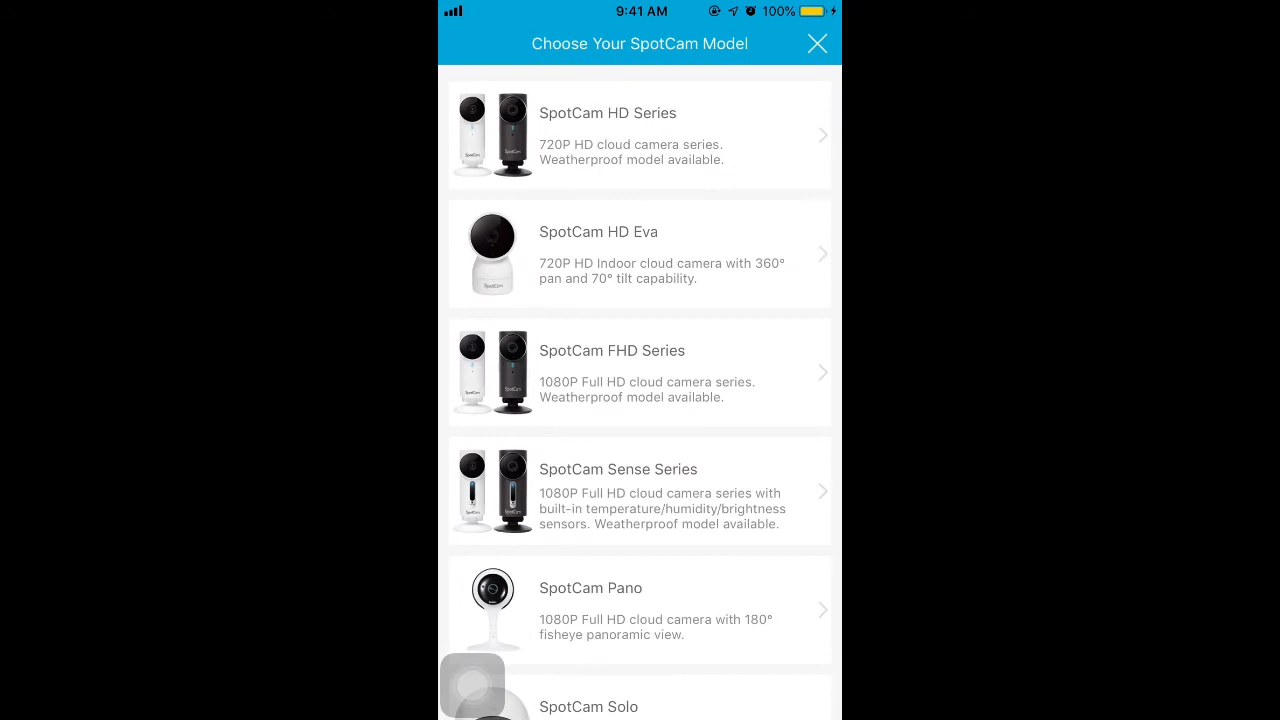 9:41 AM 100%
Choose Your SpotCam Model
SpotCam HD Series
720P HD cloud camera series.
Weatherproof model available.
SpotCam HD Eva
720P HD Indoor cloud camera with 360°
pan and 70° tilt capability.
SpotCam
SpotCam FHD Series
1080P Full HD cloud camera series.
Weatherproof model available.
SpotCam Sense Series
1080P Full HD cloud camera series with
built-in temperature/humidity/brightness
sensors. Weatherproof model available.
SpotCam Pano
1080P Full HD cloud camera with 180°
fisheye panoramic view.
SpotCam Solo